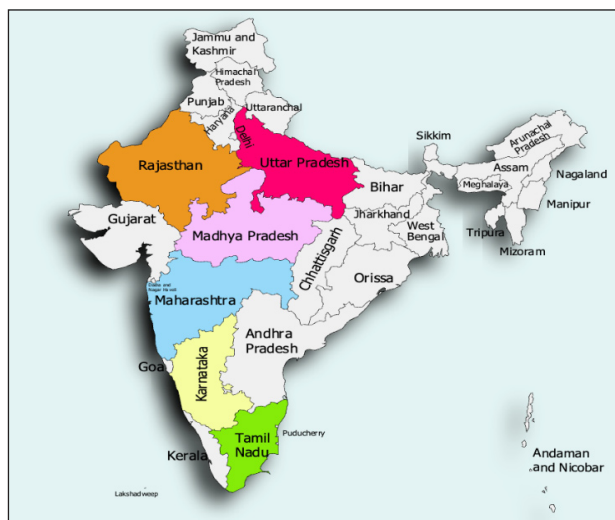 Jammu and
Kashmir
Himachal
Pradesh
Punjab
Uttaranchal
Haryana
Delhi
Rajasthan
Uttar Pradesh
Sikkim
Arunachal
Pradesh
Assam
Nagaland
Meghalaya
Manipur
Tripura
Mizoram
Bihar
Jharkhand
West
Bengal
Gujarat
Madhya Pradesh
Chhattisgarh
Orissa
Nagar
Maharashtra
Andhra
Pradesh
Goa
Karnataka
Tamil
Nadu
Puducherry
Kerala
Andaman
and Nicobar
Lakshadweep